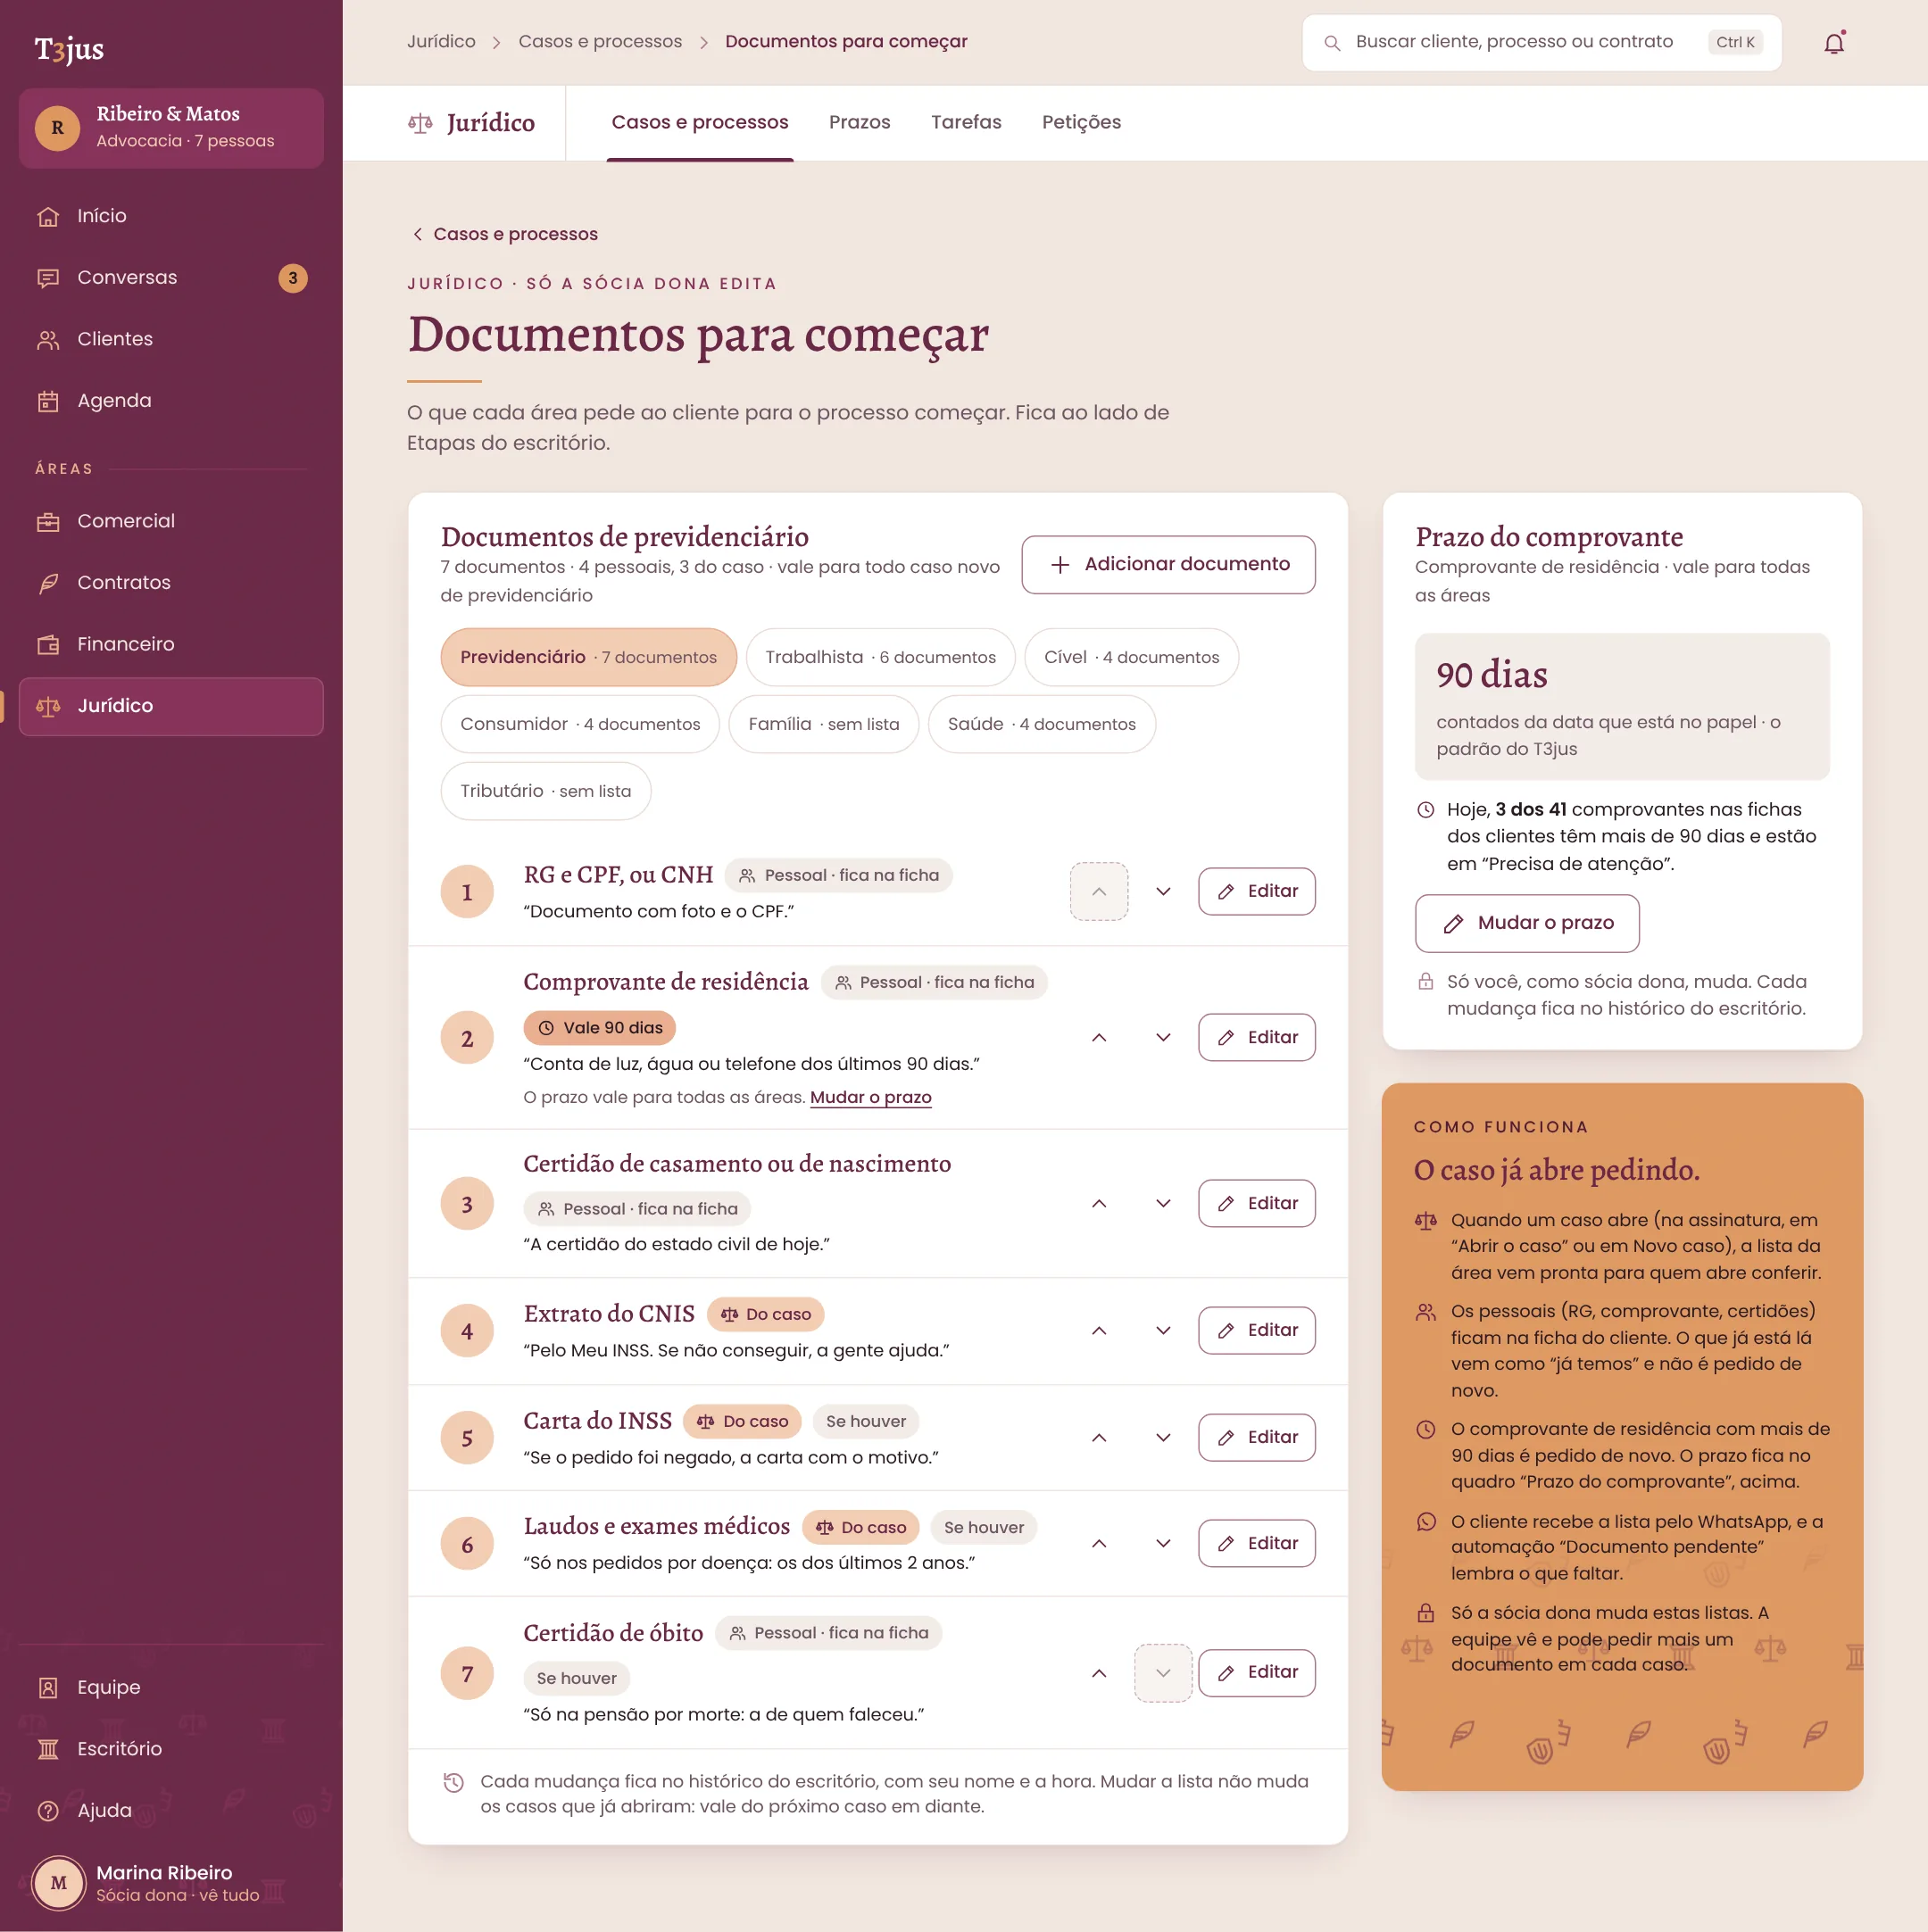 T3jus
R
Ribeiro & Matos
Advocacia · 7 pessoas
Início
Conversas
3
Clientes
Agenda
ÁREAS
Comercial
Contratos
Financeiro
Jurídico
Equipe
Escritório
Ajuda
M
Marina Ribeiro
Sócia dona · vê tudo
Jurídico
Casos e processos
Documentos para começar
Buscar cliente, processo ou contrato
Ctrl K
Jurídico
Casos e processos
Prazos
Tarefas
Petições
Casos e processos
JURÍDICO · SÓ A SÓCIA DONA EDITA
Documentos para começar
O que cada área pede ao cliente para o processo começar. Fica ao lado de
Etapas do escritório.
Documentos de previdenciário
7 documentos · 4 pessoais, 3 do caso · vale para todo caso novo
de previdenciário
Adicionar documento
Previdenciário · 7 documentos
Trabalhista · 6 documentos
Cível · 4 documentos
Consumidor · 4 documentos
Família · sem lista
Saúde · 4 documentos
Tributário · sem lista
1
RG e CPF, ou CNH
Pessoal · fica na ficha
“Documento com foto e o CPF.”
Editar
2
Comprovante de residência
Pessoal · fica na ficha
Vale 90 dias
“Conta de luz, água ou telefone dos últimos 90 dias.”
O prazo vale para todas as áreas. Mudar o prazo
Editar
3
Certidão de casamento ou de nascimento
Pessoal · fica na ficha
“A certidão do estado civil de hoje.”
Editar
4
Extrato do CNIS
Do caso
“Pelo Meu INSS. Se não conseguir, a gente ajuda.”
Editar
5
Carta do INSS
Do caso
Se houver
“Se o pedido foi negado, a carta com o motivo.”
Editar
6
Laudos e exames médicos
Do caso
Se houver
“Só nos pedidos por doença: os dos últimos 2 anos.”
Editar
7
Certidão de óbito
Pessoal · fica na ficha
Se houver
“Só na pensão por morte: a de quem faleceu.”
Editar
Cada mudança fica no histórico do escritório, com seu nome e a hora. Mudar a lista não muda
os casos que já abriram: vale do próximo caso em diante.
Prazo do comprovante
Comprovante de residência · vale para todas
as áreas
90 dias
contados da data que está no papel · o
padrão do T3jus
Hoje, 3 dos 41 comprovantes nas fichas
dos clientes têm mais de 90 dias e estão
em “Precisa de atenção”.
Mudar o prazo
Só você, como sócia dona, muda. Cada
mudança fica no histórico do escritório.
COMO FUNCIONA
O caso já abre pedindo.
Quando um caso abre (na assinatura, em
“Abrir o caso” ou em Novo caso), a lista da
área vem pronta para quem abre conferir.
Os pessoais (RG, comprovante, certidões)
ficam na ficha do cliente. O que já está lá
vem como “já temos” e não é pedido de
novo.
O comprovante de residência com mais de
90 dias é pedido de novo. O prazo fica no
quadro “Prazo do comprovante”, acima.
O cliente recebe a lista pelo WhatsApp, e a
automação “Documento pendente”
lembra o que faltar.
Só a sócia dona muda estas listas. A
equipe vê e pode pedir mais um
documento em cada caso.